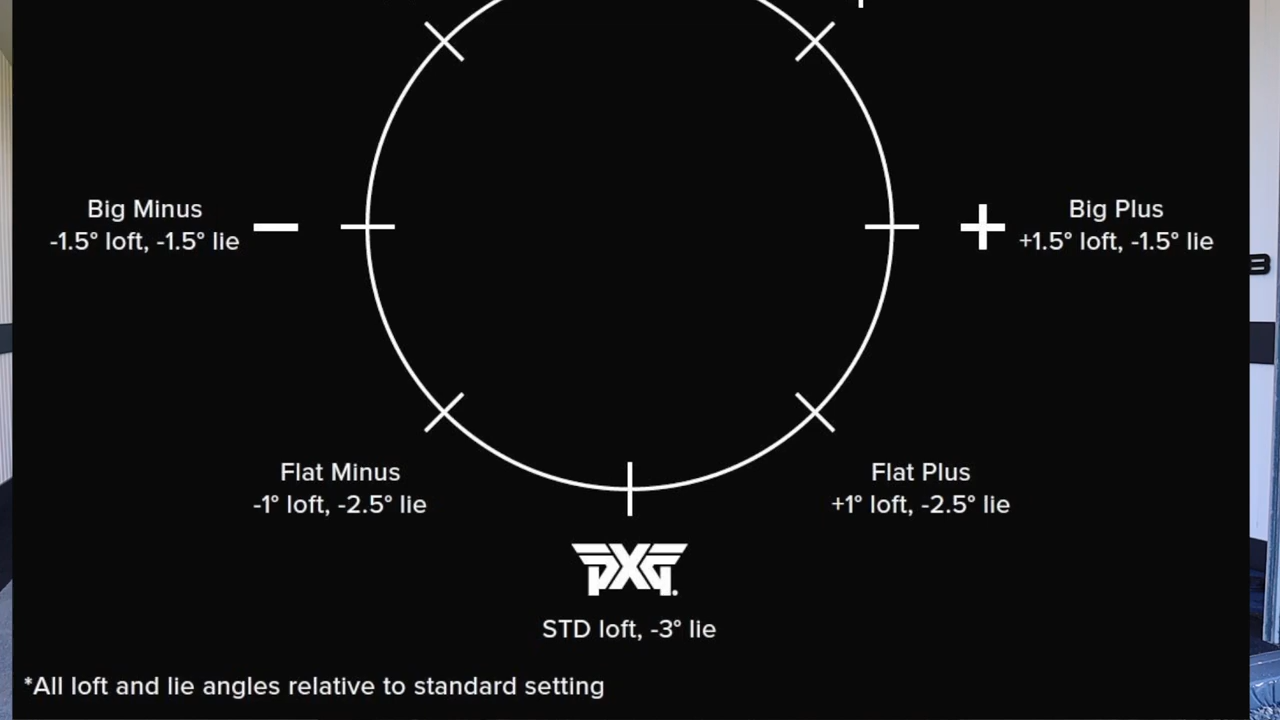 Big Minus
-1.5° loft, -1.5° lie
Big Plus
+1.5° loft, -1.5° lie
Flat Minus
-1° loft, -2.5° lie
Flat Plus
+1° loft, -2.5° lie
PXG.
STD loft, -3° lie
*All loft and lie angles relative to standard setting